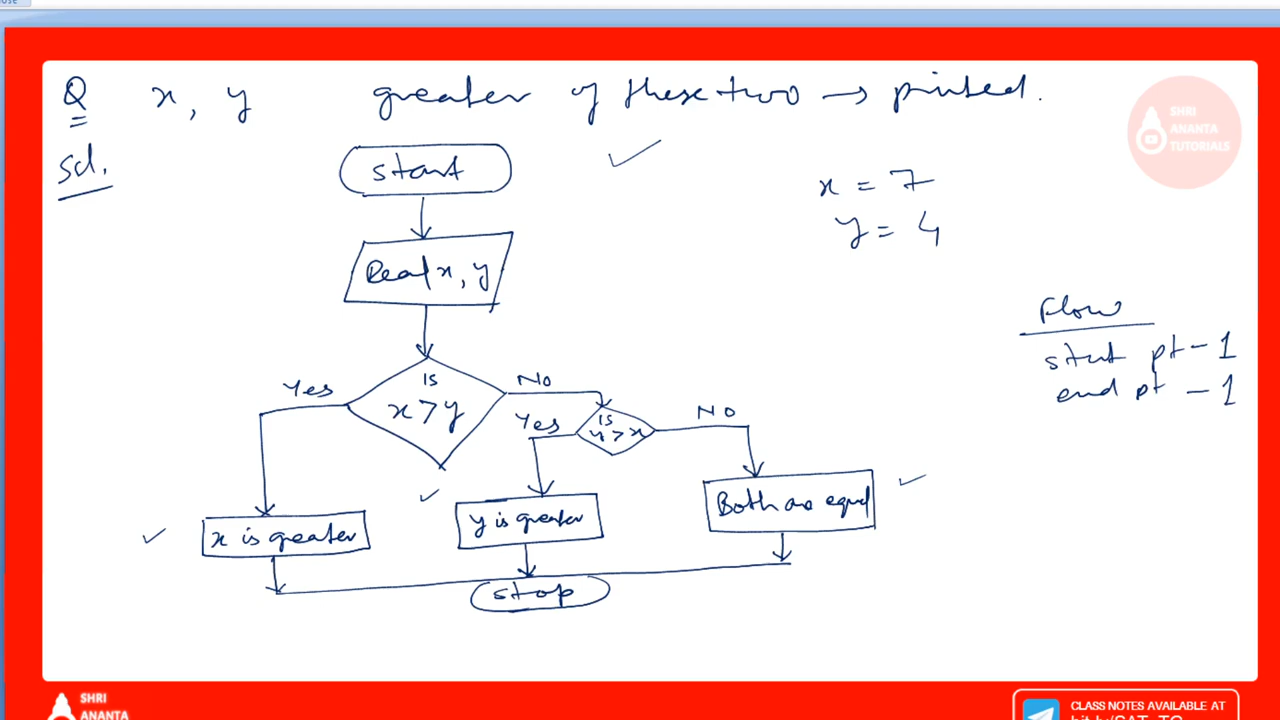 Q x, y greater of these two → printed.
SHRI
ANANTA
TUTORIALS
Sol.
start
x = 7
y = 4
Read x, y
Flow
start pt - 1
end pt - 1
Is
x > y
Yes
No
Is
y > x
Yes
NO
x is greater
y is greater
Both are equal
stop
SHRI
ANANTA
CLASS NOTES AVAILABLE AT